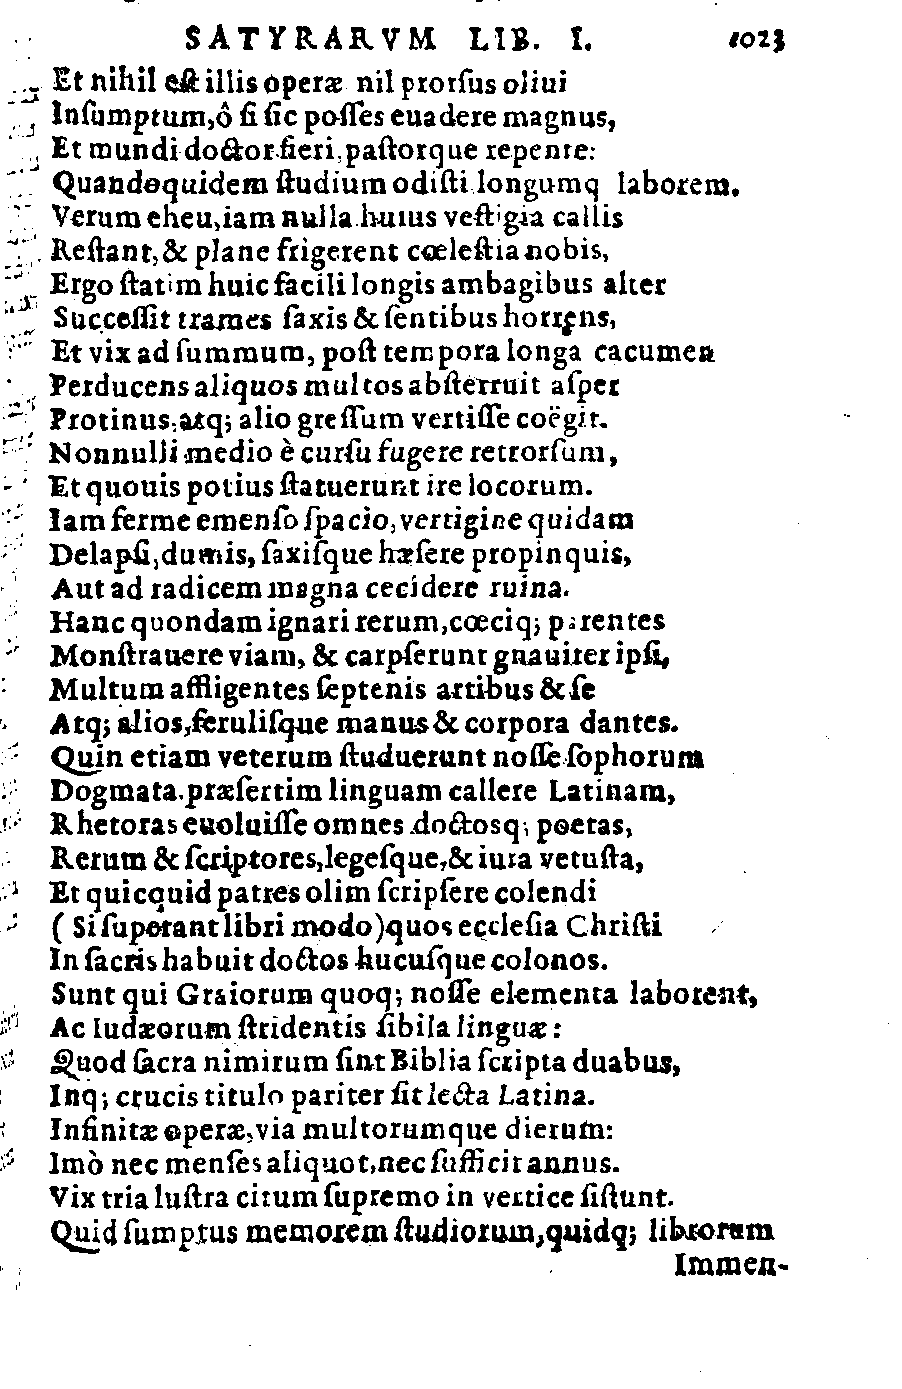 SATYRARVM LIB. I. 1023
Et nihil eſt illis operæ nil prorſus oliui
Inſumptum, ô ſi ſic poſſes euadere magnus,
Et mundi doctor fieri, paſtorque repente:
Quandoquidem ſtudium odiſti longumq́ laborem.
Verum eheu, iam nulla huius veſtigia callis
Reſtant, & plane frigerent cœleſtia nobis,
Ergo ſtatim huic facili longis ambagibus alter
Succeſſit trames ſaxis & ſentibus horrens,
Et vix ad ſummum, poſt tempora longa cacumen
Perducens aliquos multos abſterruit aſper
Protinus, atq; alio greſſum vertiſſe coëgit.
Nonnulli medio è curſu fugere retrorſum,
Et quouis potius ſtatuerunt ire locorum.
Iam ferme emenſo ſpacio, vertigine quidam
Delapſi, dumis, ſaxiſque hæſere propinquis,
Aut ad radicem magna cecidere ruina.
Hanc quondam ignari rerum, cœciq; parentes
Monſtrauere viam, & carpſerunt gnauiter ipſi,
Multum affligentes ſeptenis artibus & ſe
Atq; alios, feruliſque manus & corpora dantes.
Quin etiam veterum ſtuduerunt noſſe ſophorum
Dogmata, præſertim linguam callere Latinam,
Rhetoras euoluiſſe omnes doctosq; poetas,
Rerum & ſcriptores, legeſque, & iura vetuſta,
Et quicquid patres olim ſcripſere colendi
( Si ſuperant libri modo) quos eccleſia Chriſti
In ſacris habuit doctos hucuſque colonos.
Sunt qui Graiorum quoq; noſſe elementa laborent,
Ac Iudæorum ſtridentis ſibila linguæ:
Quod ſacra nimirum ſint Biblia ſcripta duabus,
Inq; crucis titulo pariter ſit lecta Latina.
Infinitæ operæ, via multorumque dierum:
Imò nec menſes aliquot, nec ſufficit annus.
Vix tria luſtra citum ſupremo in vertice ſiſtunt.
Quid ſumptus memorem ſtudiorum, quidq; librorum
Immen-